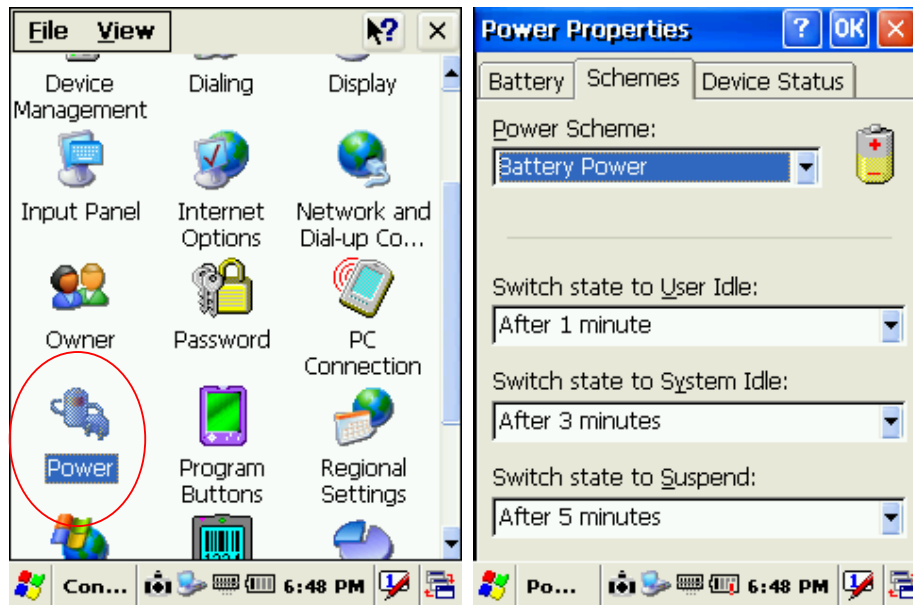 File View
Device Management
Dialing
Display
Input Panel
Internet Options
Network and Dial-up Co...
Owner
Password
PC Connection
Power
Program Buttons
Regional Settings
Con...
6:48 PM
Power Properties
? OK ×
Battery Schemes Device Status
Power Scheme:
Battery Power
Switch state to User Idle:
After 1 minute
Switch state to System Idle:
After 3 minutes
Switch state to Suspend:
After 5 minutes
Po...
6:48 PM